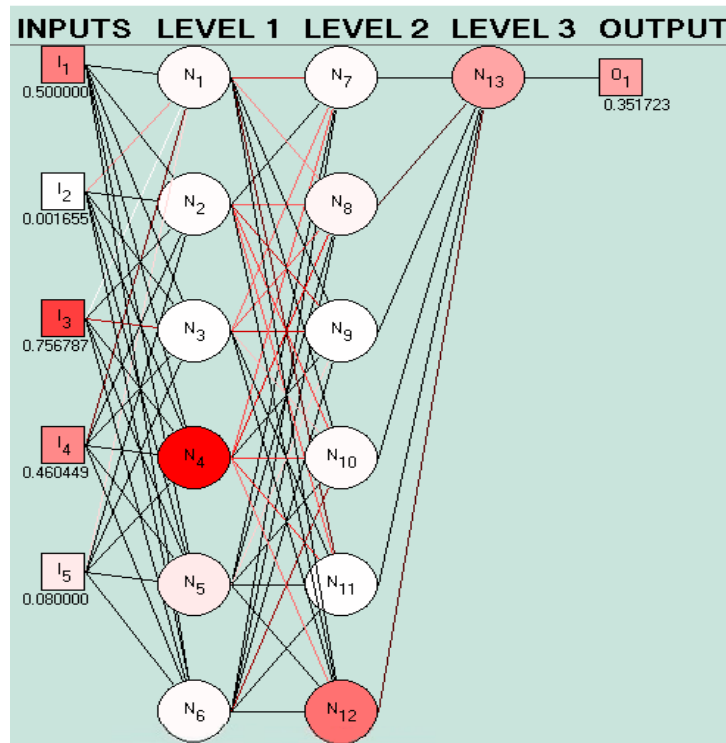 INPUTS LEVEL 1 LEVEL 2 LEVEL 3 OUTPUT
I1 N1 N7 N13 O1
0.500000 0.351723
I2 N2 N8
0.001655
I3 N3 N9
0.756787
I4 N4 N10
0.460449
I5 N5 N11
0.080000
N6 N12